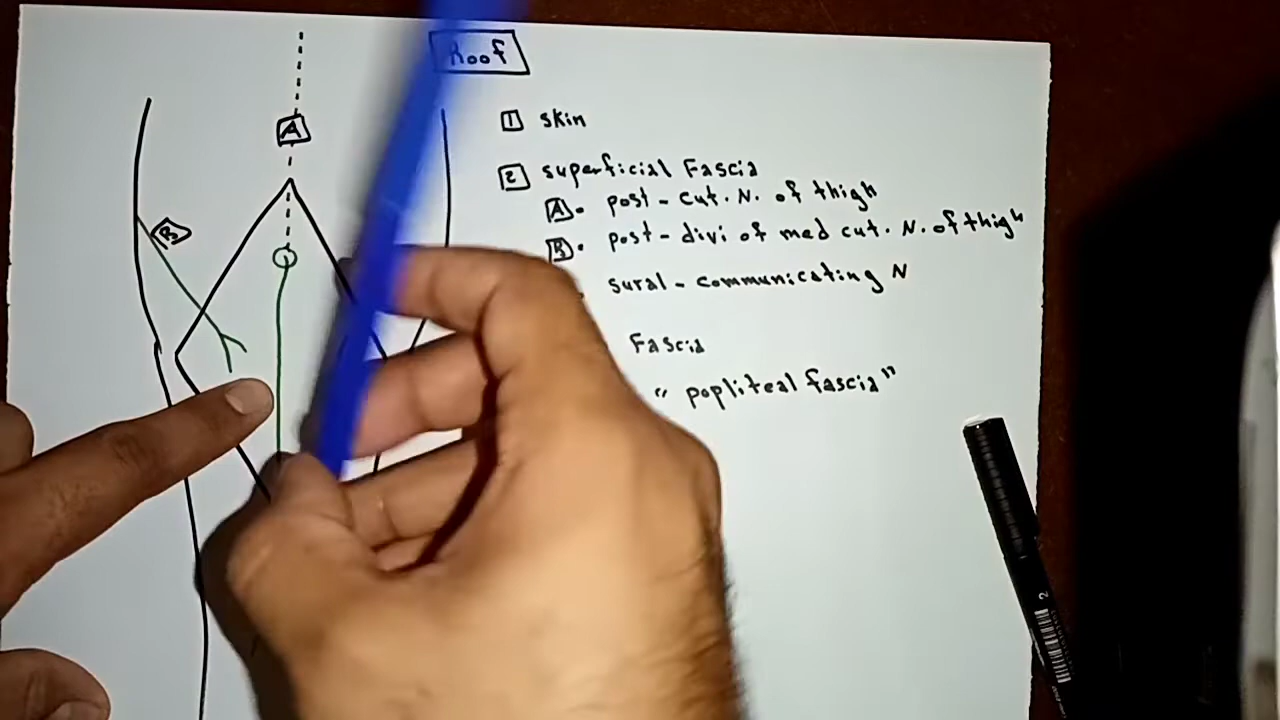 Roof
A
1 skin
2 superficial Fascia
A. post - cut. N. of thigh
B
B. post - divi of med cut. N. of thigh
sural - communicating N
Fascia
" popliteal fascia"
2